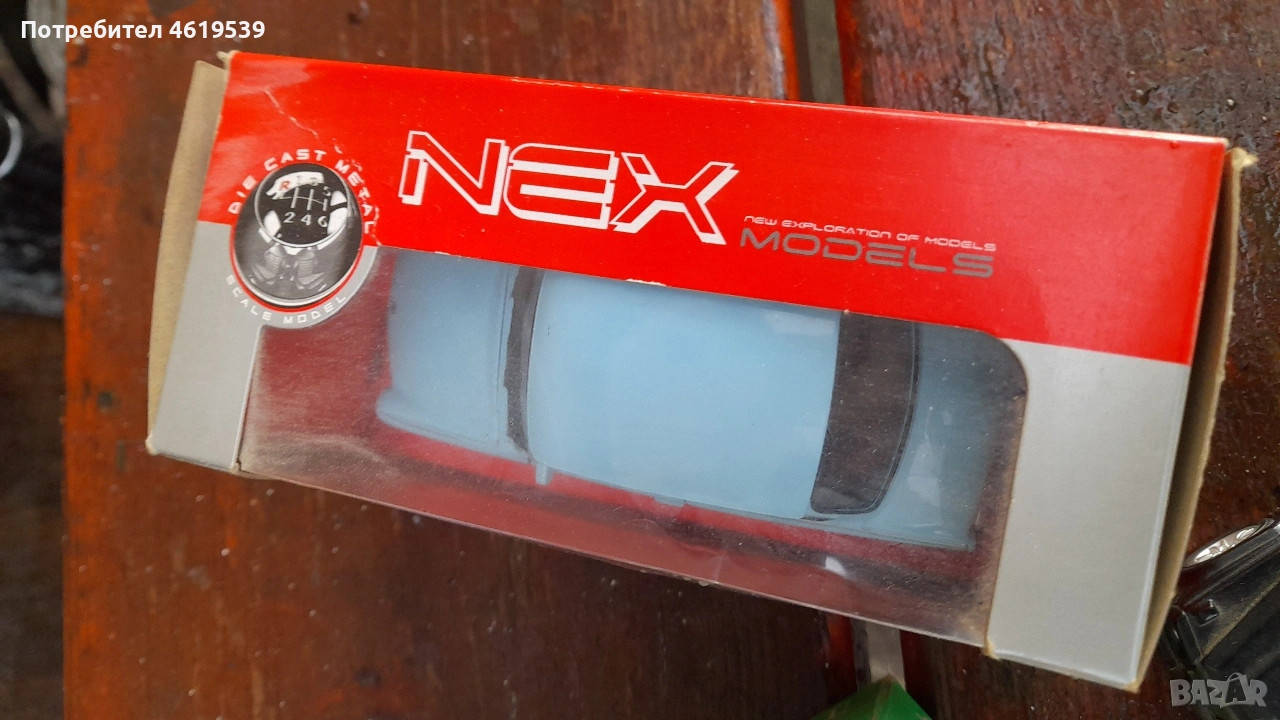 Потребител 4619539
DIE CAST METAL
R 1 3 5
2 4 6
SCALE MODEL
NEX
NEW EXPLORATION OF MODELS
MODELS
BAZAR